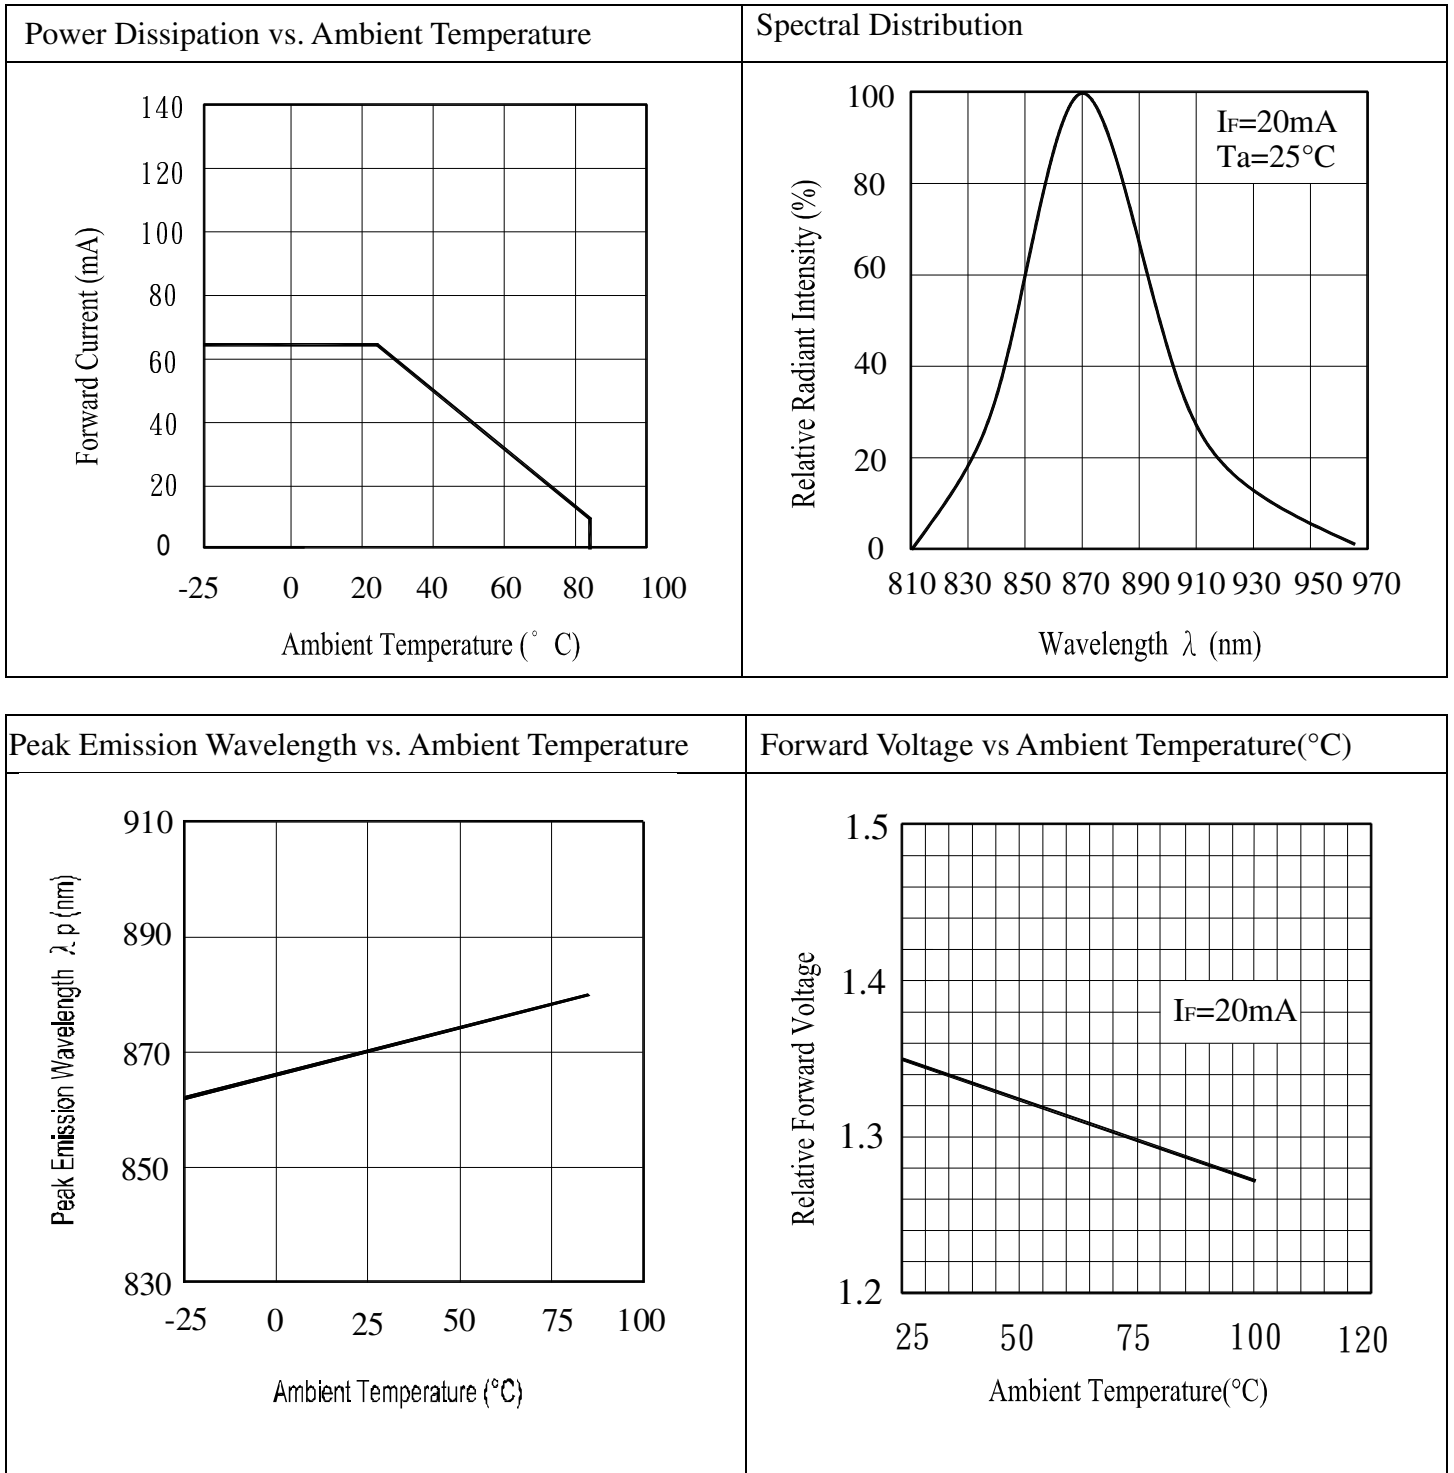 Power Dissipation vs. Ambient Temperature
140
120
100
80
60
40
20
0
-25 0 20 40 60 80 100
Forward Current (mA)
Ambient Temperature (° C)
Spectral Distribution
100
80
60
40
20
0
IF=20mA
Ta=25°C
810 830 850 870 890 910 930 950 970
Relative Radiant Intensity (%)
Wavelength λ (nm)
Peak Emission Wavelength vs. Ambient Temperature
910
890
870
850
830
-25 0 25 50 75 100
Peak Emission Wavelength λ p (nm)
Ambient Temperature (°C)
Forward Voltage vs Ambient Temperature(°C)
1.5
1.4
1.3
1.2
IF=20mA
25 50 75 100 120
Relative Forward Voltage
Ambient Temperature(°C)